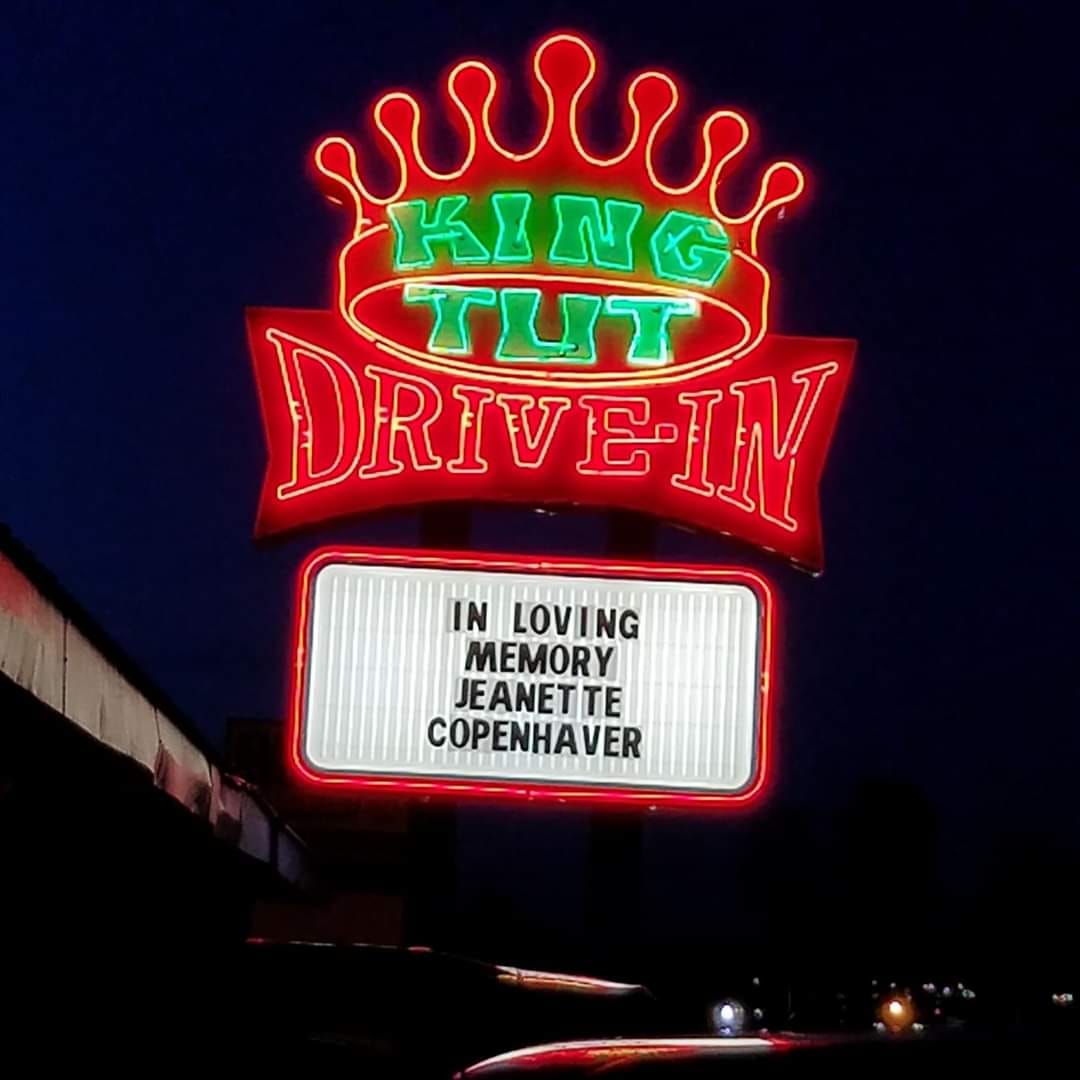 KING
TUT
DRIVE-IN
IN LOVING
MEMORY
JEANETTE
COPENHAVER